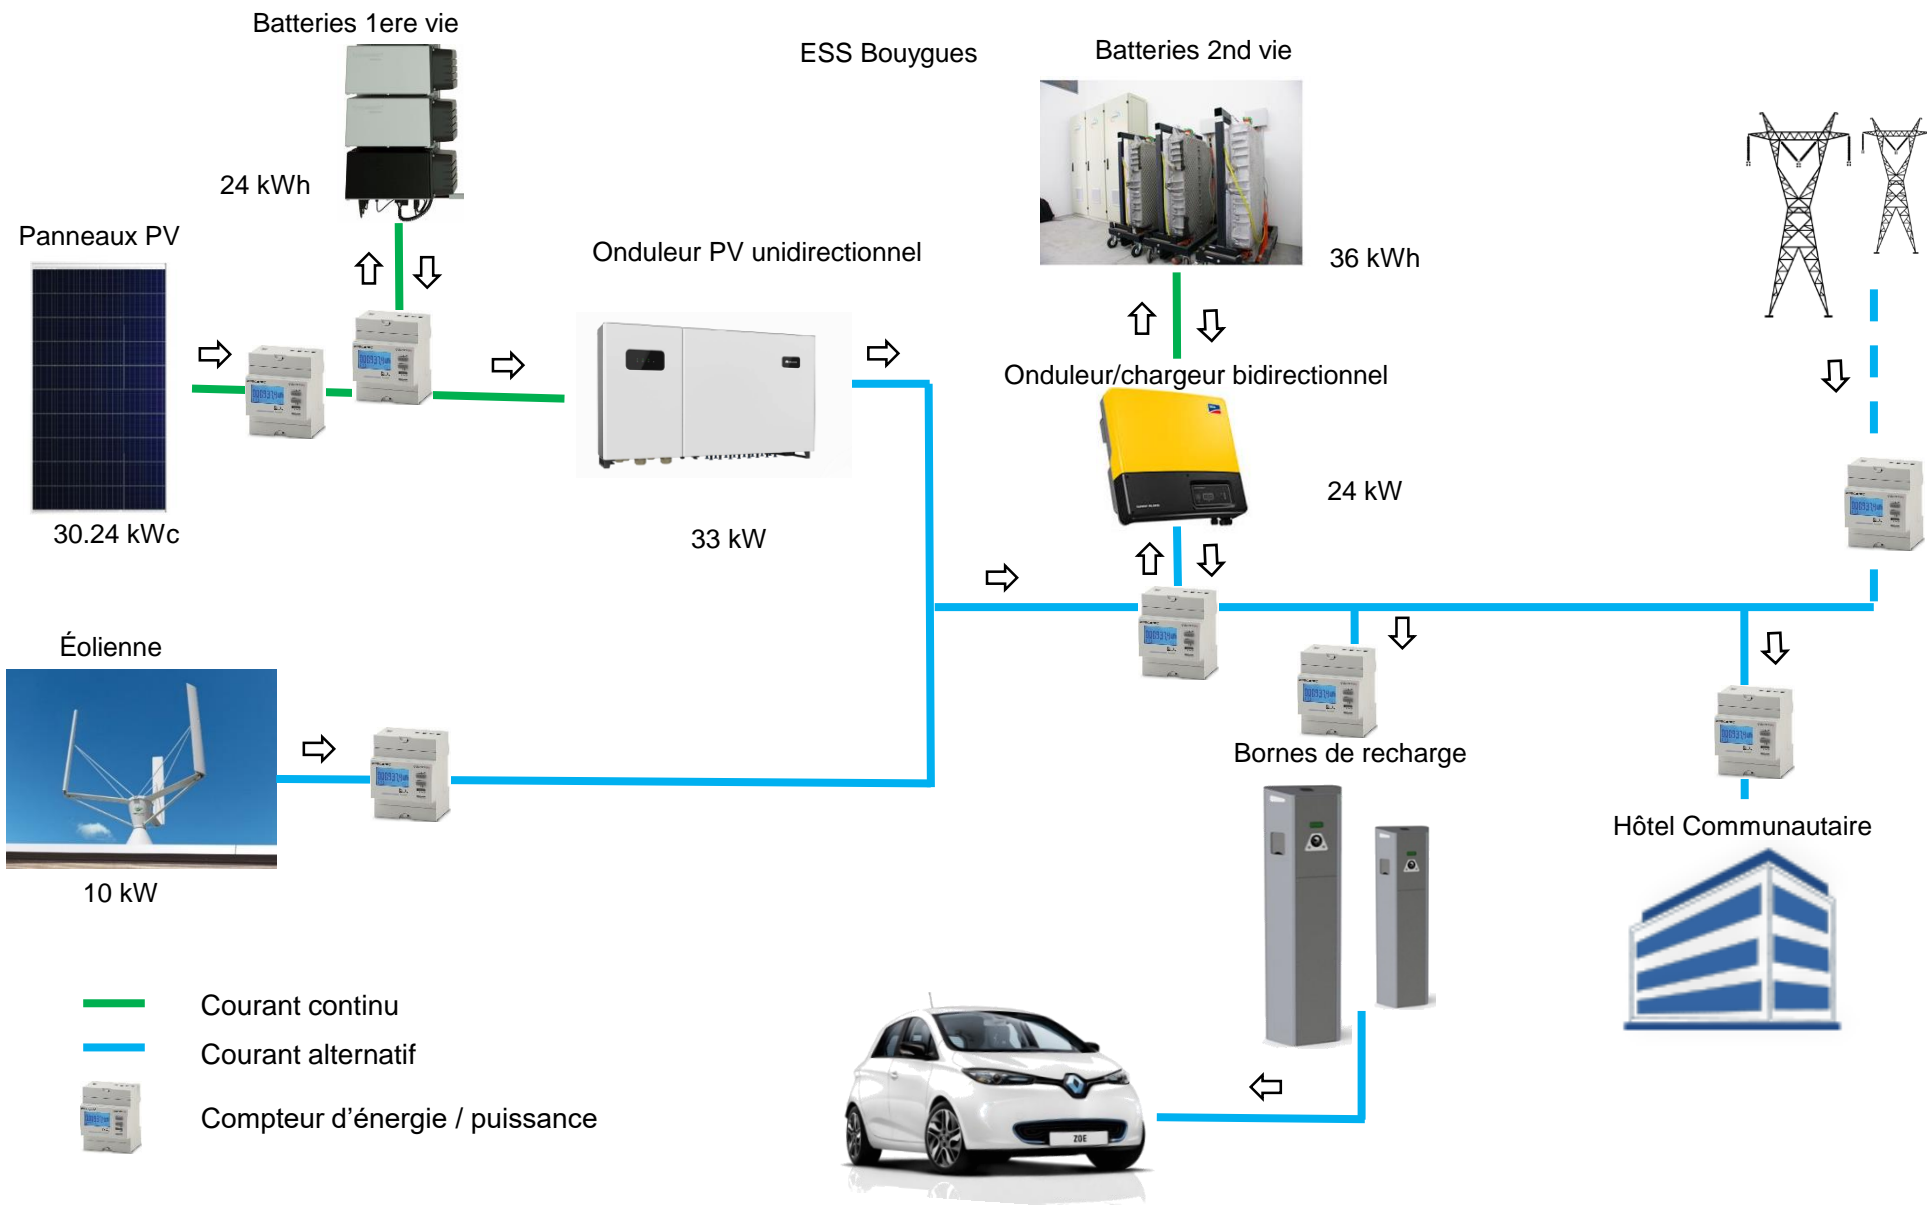 Batteries 1ere vie
ESS Bouygues
Batteries 2nd vie
24 kWh
Panneaux PV
Onduleur PV unidirectionnel
36 kWh
Onduleur/chargeur bidirectionnel
24 kW
30.24 kWc
33 kW
Éolienne
Bornes de recharge
Hôtel Communautaire
10 kW
Courant continu
Courant alternatif
Compteur d’énergie / puissance
ZOE